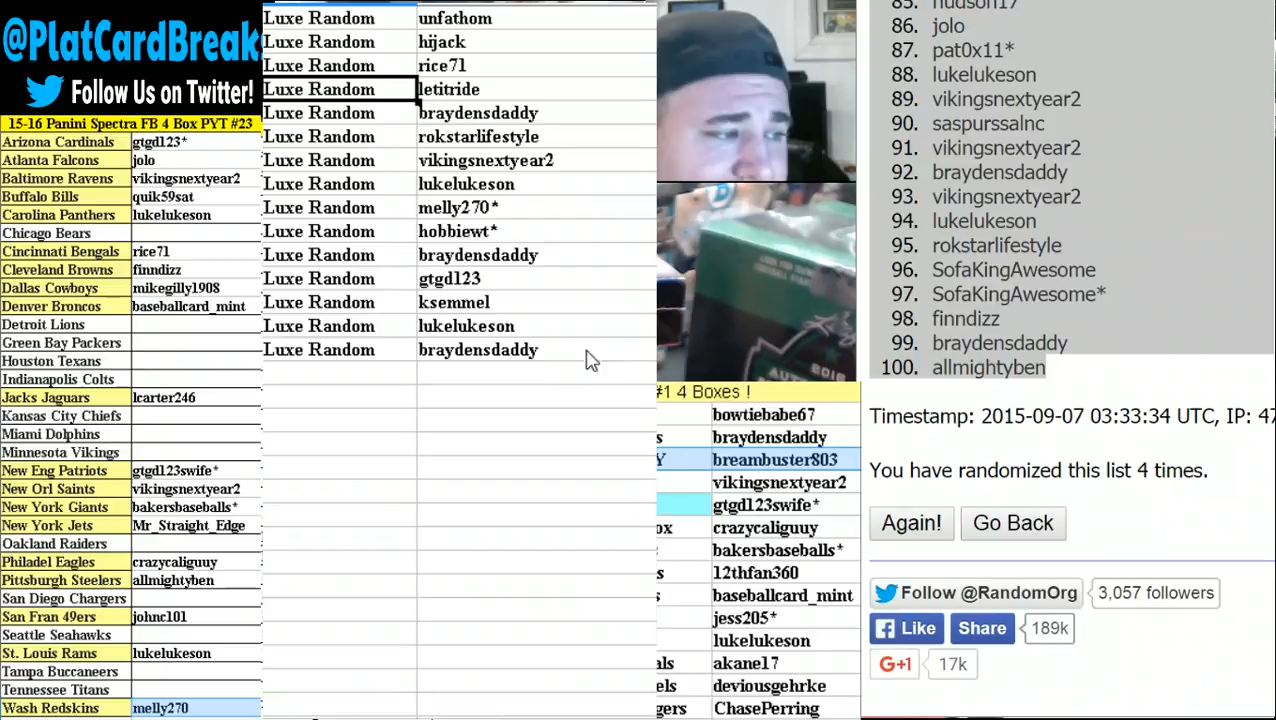 @PlatCardBreak
Follow Us on Twitter!
15-16 Panini Spectra FB 4 Box PYT #23
Arizona Cardinals gtgd123*
Atlanta Falcons jolo
Baltimore Ravens vikingsnextyear2
Buffalo Bills quik59sat
Carolina Panthers lukelukeson
Chicago Bears
Cincinnati Bengals rice71
Cleveland Browns finndizz
Dallas Cowboys mikegilly1908
Denver Broncos baseballcard_mint
Detroit Lions
Green Bay Packers
Houston Texans
Indianapolis Colts
Jacks Jaguars lcarter246
Kansas City Chiefs
Miami Dolphins
Minnesota Vikings
New Eng Patriots gtgd123swife*
New Orl Saints vikingsnextyear2
New York Giants bakersbaseballs*
New York Jets Mr_Straight_Edge
Oakland Raiders
Philadel Eagles crazycaliguuy
Pittsburgh Steelers allmightyben
San Diego Chargers
San Fran 49ers johnc101
Seattle Seahawks
St. Louis Rams lukelukeson
Tampa Buccaneers
Tennessee Titans
Wash Redskins melly270
Luxe Random unfathom
Luxe Random hijack
Luxe Random rice71
Luxe Random letitride
Luxe Random braydensdaddy
Luxe Random rokstarlifestyle
Luxe Random vikingsnextyear2
Luxe Random lukelukeson
Luxe Random melly270*
Luxe Random hobbiewt*
Luxe Random braydensdaddy
Luxe Random gtgd123
Luxe Random ksemmel
Luxe Random lukelukeson
Luxe Random braydensdaddy
#1 4 Boxes !
bowtiebabe67
s braydensdaddy
Y breambuster803
vikingsnextyear2
gtgd123swife*
ox crazycaliguuy
bakersbaseballs*
s 12thfan360
s baseballcard_mint
jess205*
lukelukeson
als akane17
els deviousgehrke
gers ChasePerring
85. hudson17
86. jolo
87. pat0x11*
88. lukelukeson
89. vikingsnextyear2
90. saspurssalnc
91. vikingsnextyear2
92. braydensdaddy
93. vikingsnextyear2
94. lukelukeson
95. rokstarlifestyle
96. SofaKingAwesome
97. SofaKingAwesome*
98. finndizz
99. braydensdaddy
100. allmightyben
Timestamp: 2015-09-07 03:33:34 UTC, IP: 47
You have randomized this list 4 times.
Again! Go Back
Follow @RandomOrg 3,057 followers
Like Share 189k
G+1 17k